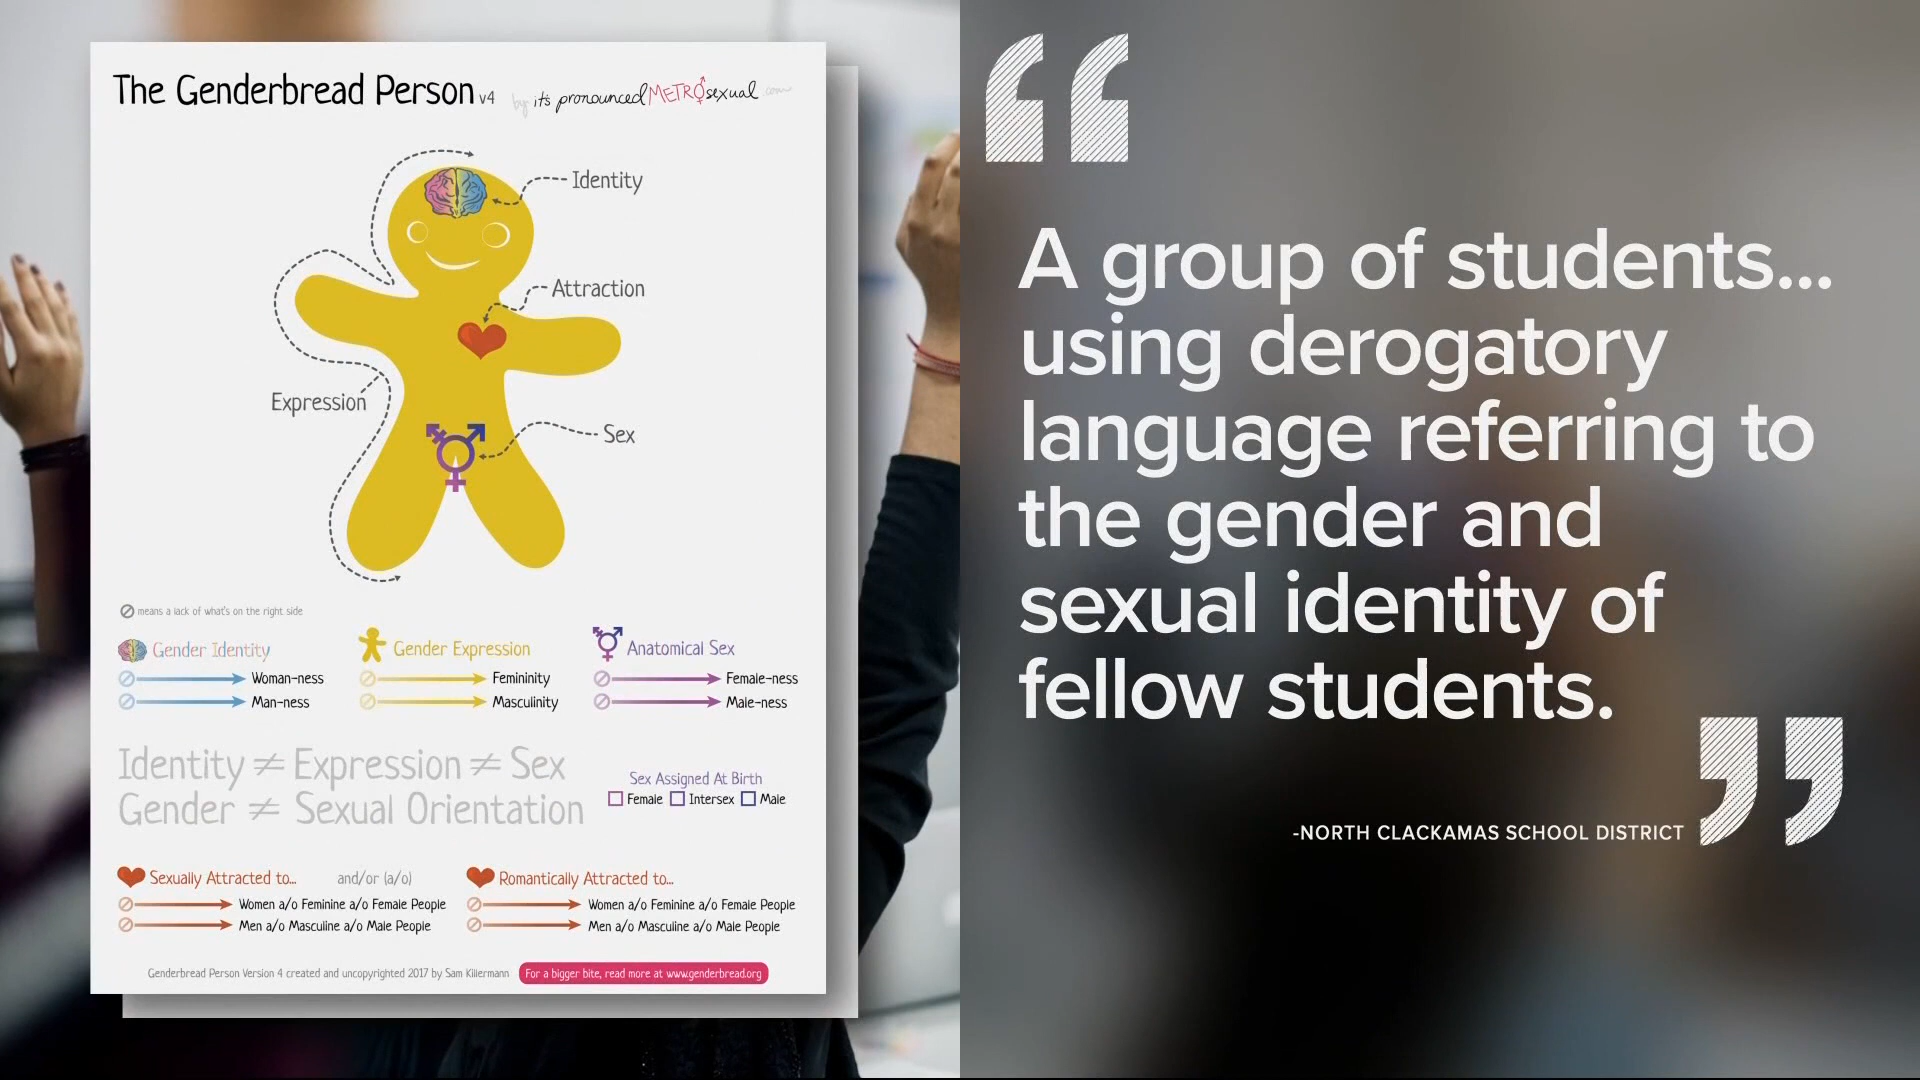 The Genderbread Person v4 by it's pronounced METROsexual .com
Identity
Attraction
Expression
Sex
means a lack of what's on the right side
Gender Identity
Woman-ness
Man-ness
Gender Expression
Femininity
Masculinity
Anatomical Sex
Female-ness
Male-ness
Identity ≠ Expression ≠ Sex
Gender ≠ Sexual Orientation
Sex Assigned At Birth
Female Intersex Male
Sexually Attracted to... and/or (a/o)
Women a/o Feminine a/o Female People
Men a/o Masculine a/o Male People
Romantically Attracted to...
Women a/o Feminine a/o Female People
Men a/o Masculine a/o Male People
Genderbread Person Version 4 created and uncopyrighted 2017 by Sam Killermann
For a bigger bite, read more at www.genderbread.org
“
A group of students...
using derogatory
language referring to
the gender and
sexual identity of
fellow students.
”
-NORTH CLACKAMAS SCHOOL DISTRICT